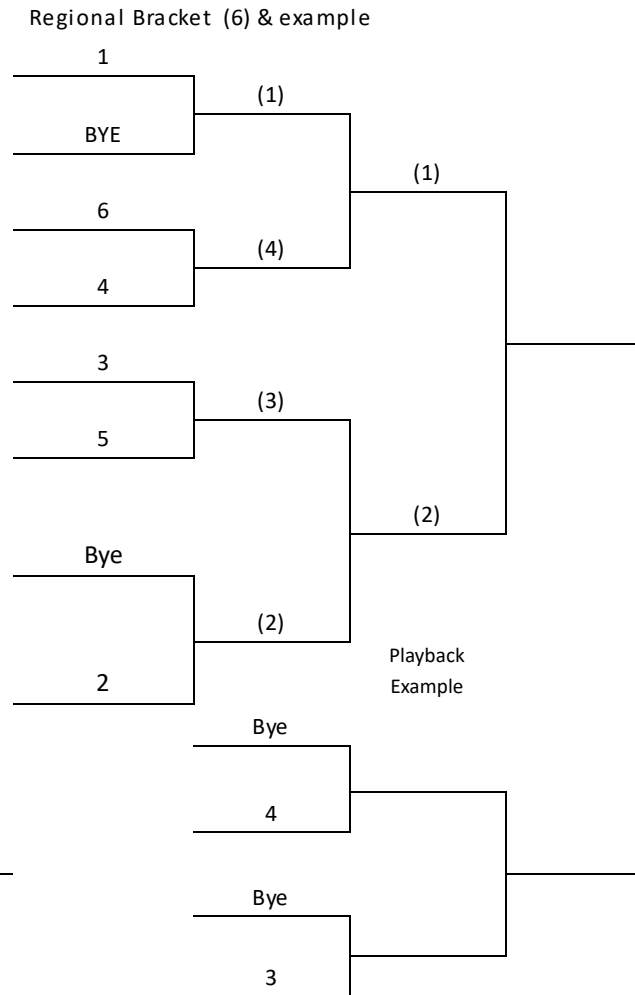 Regional Bracket (6) & example
1
(1)
BYE
(1)
6
(4)
4
3
(3)
5
(2)
Bye
(2)
Playback
Example
2
Bye
4
Bye
3